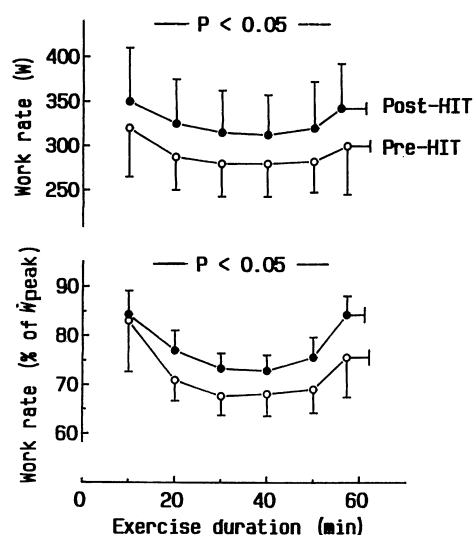 P < 0.05
Work rate (W)
400
350
300
250
Post-HIT
Pre-HIT
P < 0.05
Work rate (% of Ẇpeak)
90
80
70
60
0
20
40
60
Exercise duration (min)